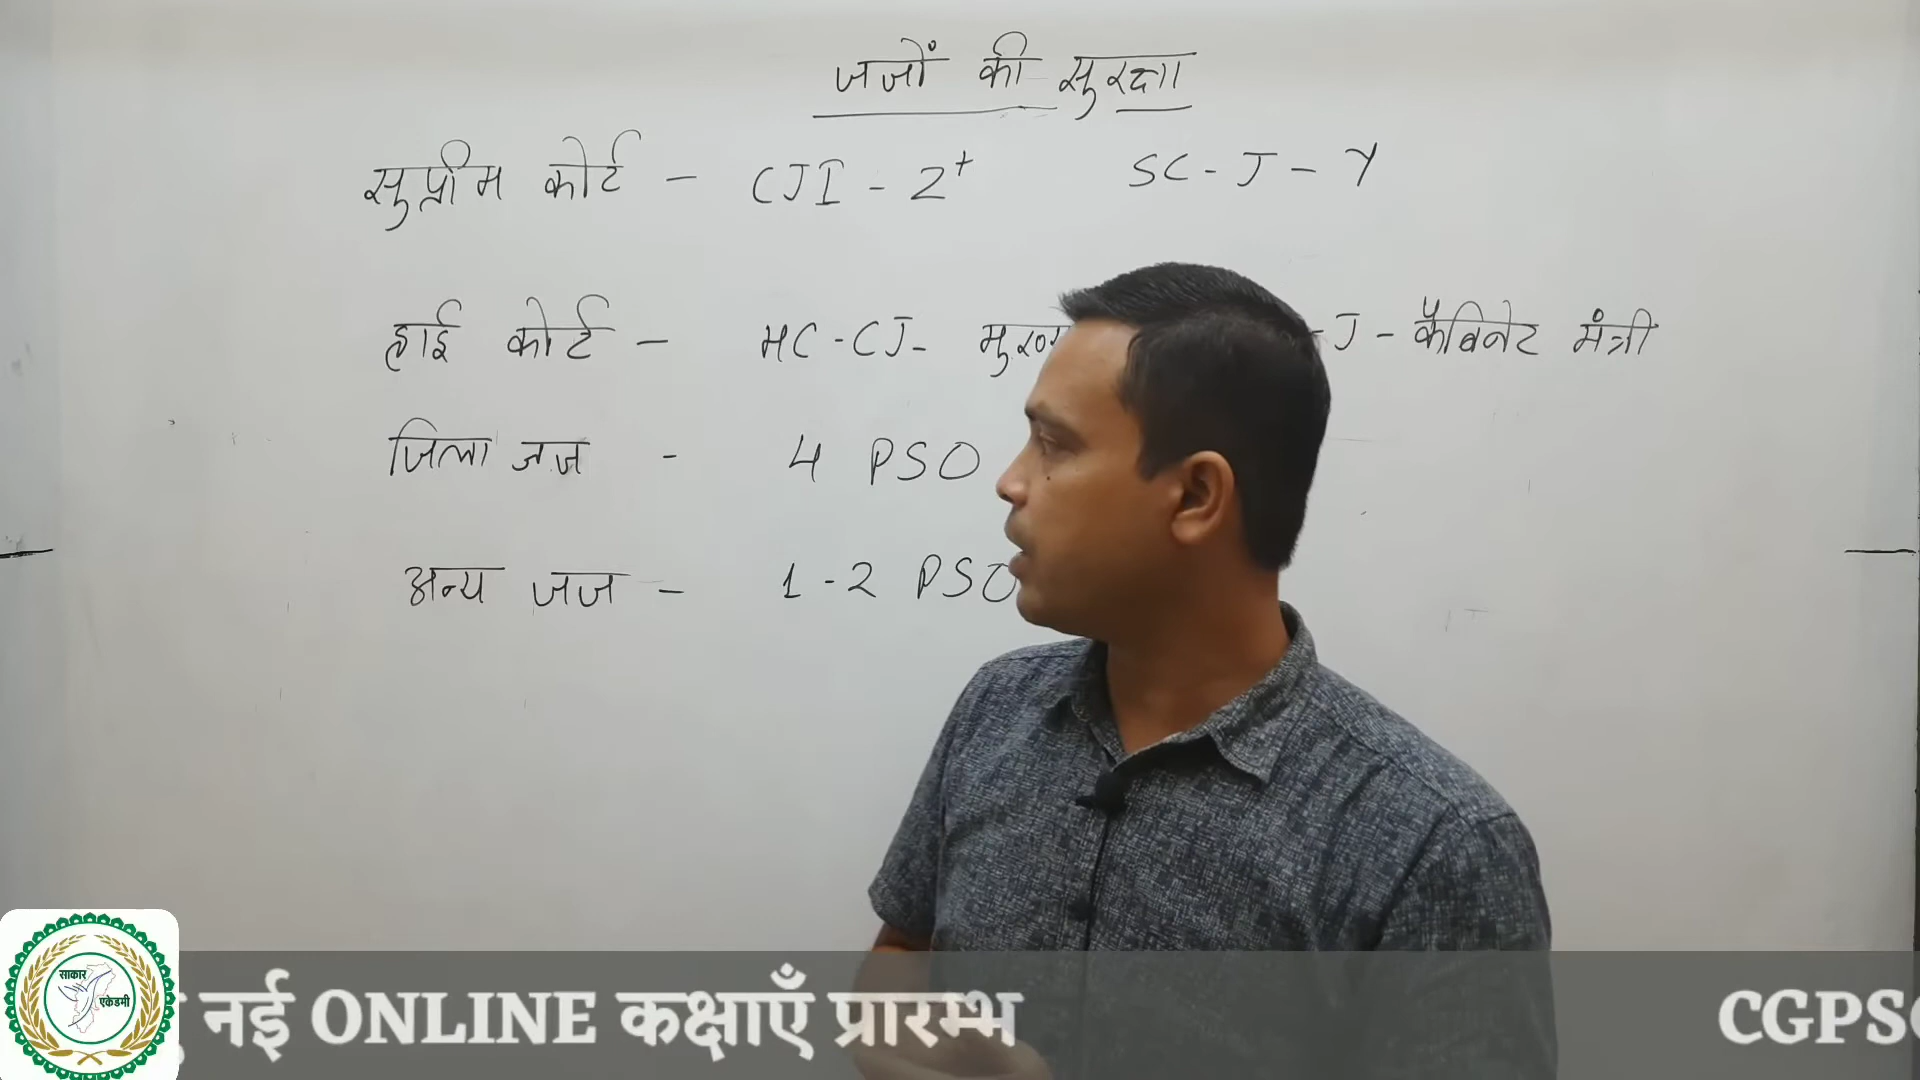 जजों की सुरक्षा
सुप्रीम कोर्ट - CJI - Z+ SC - J - Y
हाई कोर्ट - HC - CJ - - J - कैबिनेट मंत्री
जिला जज - 4 PSO
अन्य जज - 1 - 2 PSO
साकार
एकेडमी
नई ONLINE कक्षाएँ प्रारम्भ CGPS